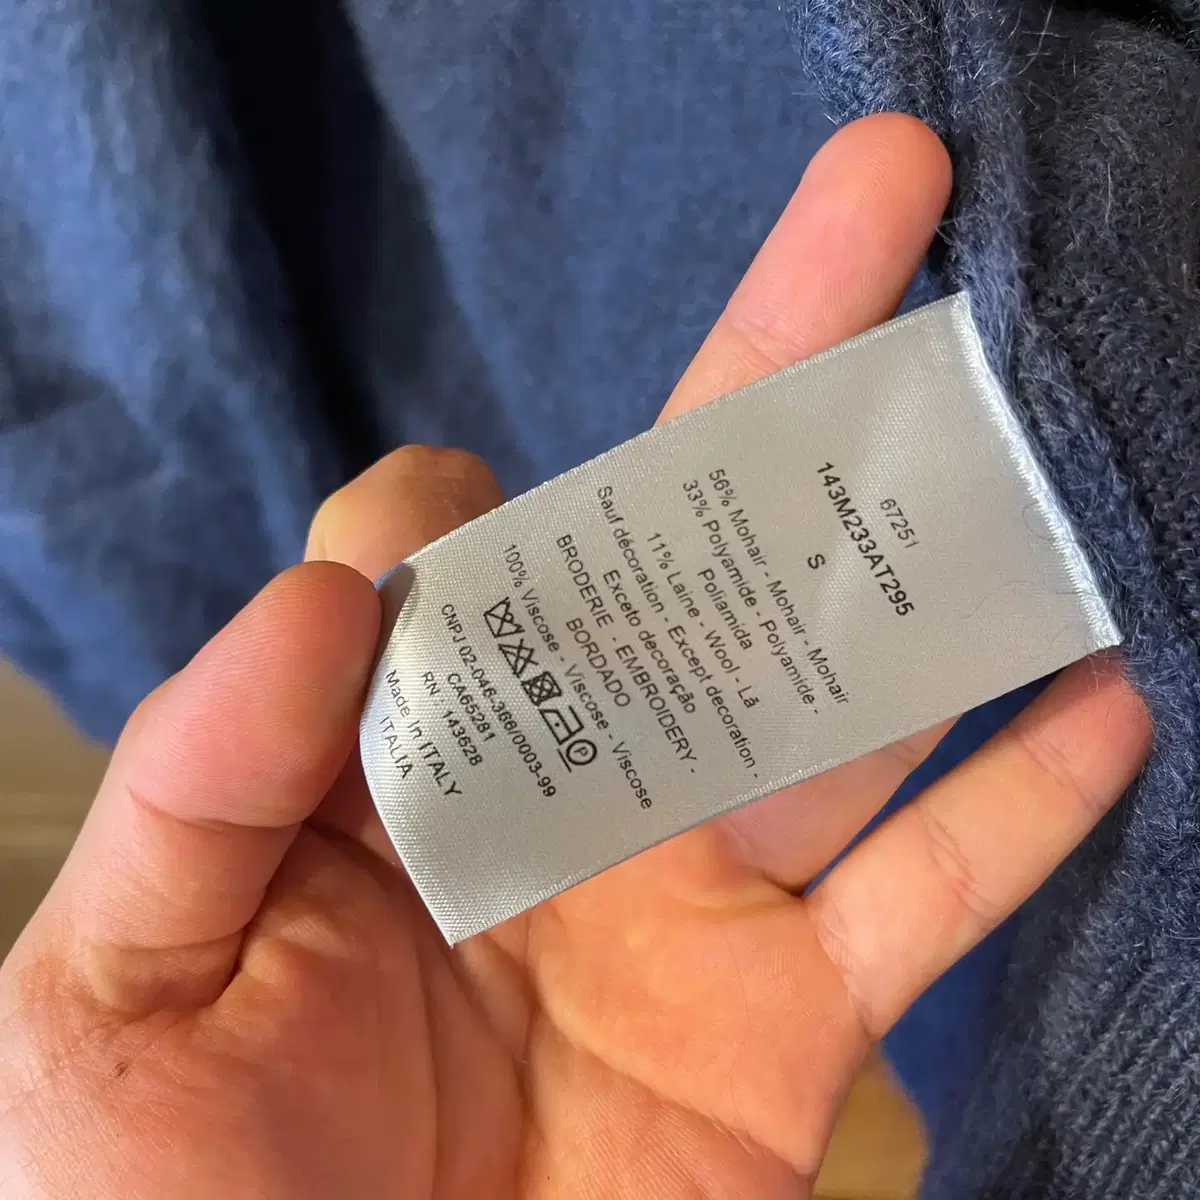 67251
143M233AT295
S
56% Mohair - Mohair - Mohair
33% Polyamide - Polyamide -
Poliamida
11% Laine - Wool - Lã
Sauf décoration - Except decoration -
Exceto decoração
BRODERIE - EMBROIDERY -
BORDADO
100% Viscose - Viscose - Viscose
P
CNPJ 02-046-366/0003-99
CA65281
RN : 143628
Made In ITALY
ITALIA